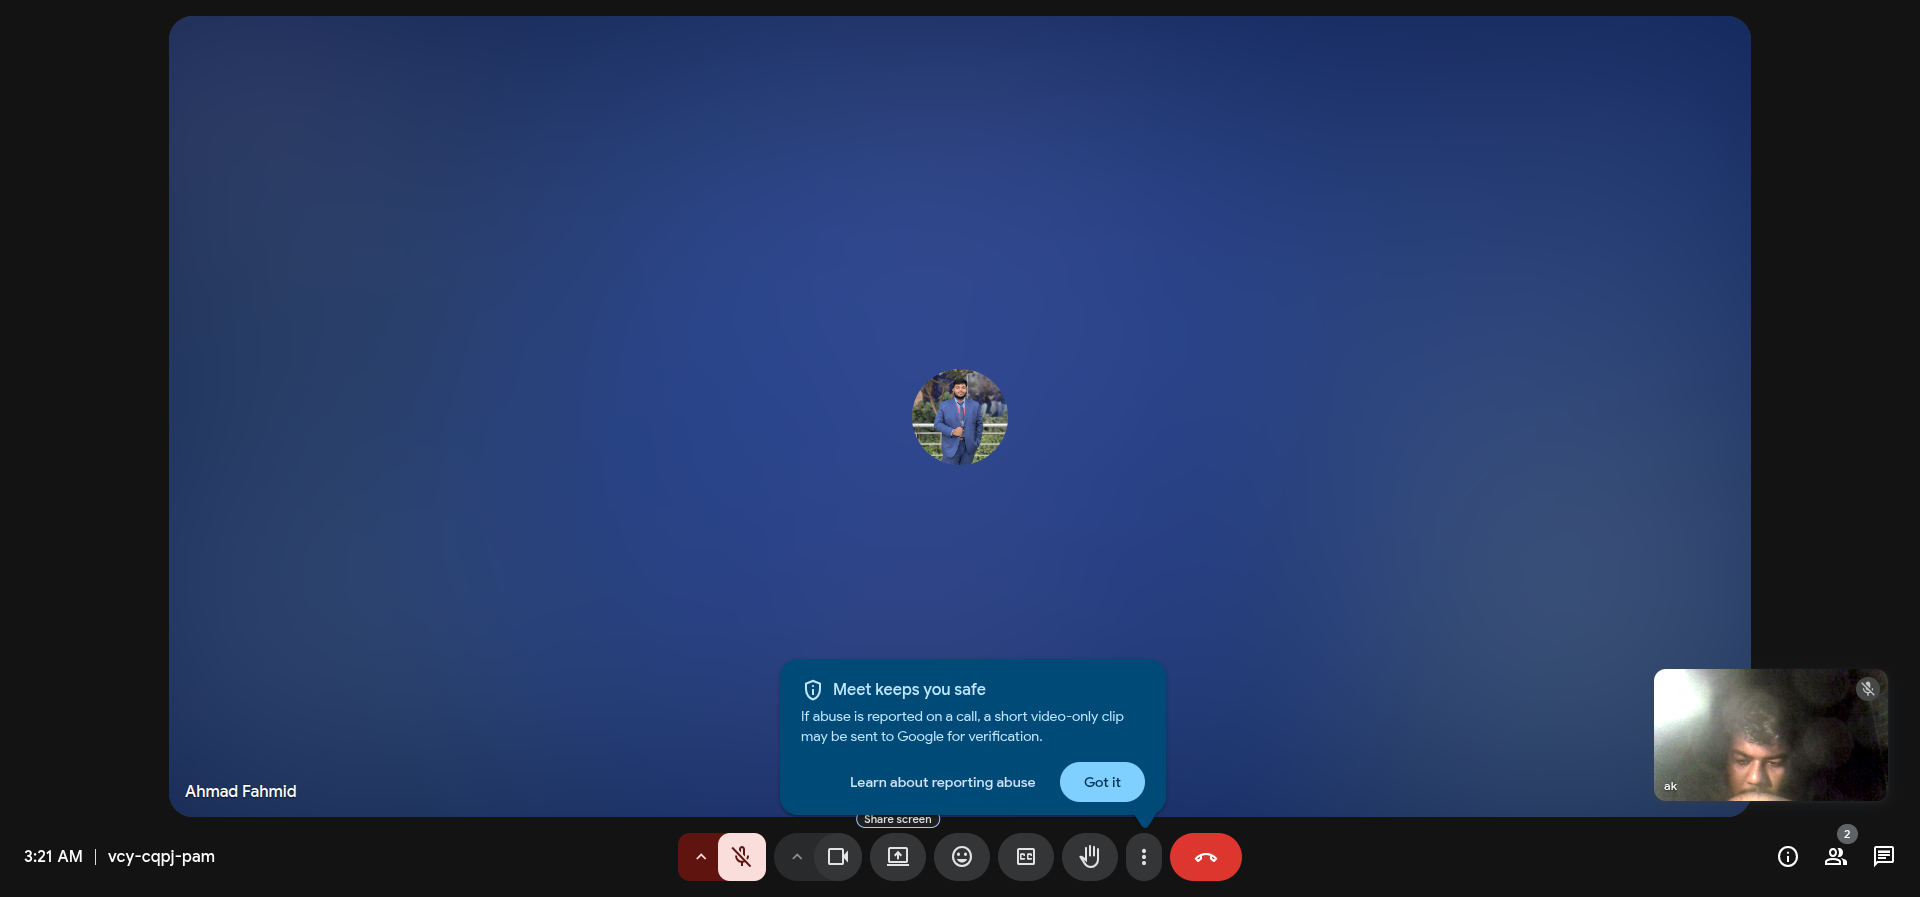 Meet keeps you safe
If abuse is reported on a call, a short video-only clip
may be sent to Google for verification.
Learn about reporting abuse
Got it
ak
Ahmad Fahmid
Share screen
2
3:21 AM
vcy-cqpj-pam
CC